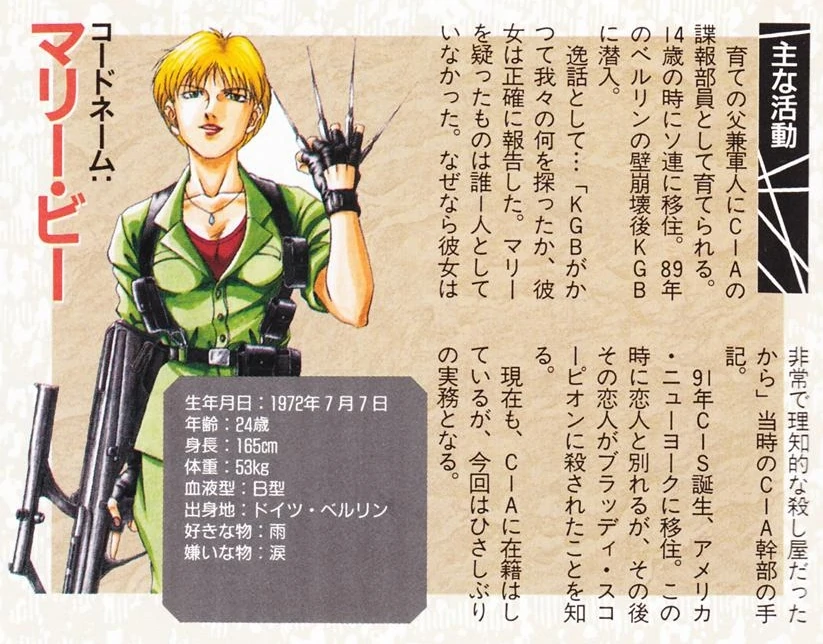 コードネーム:
マリー・ビー
主な活動
育ての父兼軍人にCIAの
諜報部員として育てられる。
14歳の時にソ連に移住。89年
のベルリンの壁崩壊後KGB
に潜入。
逸話として…「KGBがか
つて我々の何を探ったか、彼
女は正確に報告した。マリー
を疑ったものは誰一人として
いなかった。なぜなら彼女は
非常で理知的な殺し屋だった
から」当時のCIA幹部の手
記。
91年CIS誕生、アメリカ
・ニューヨークに移住。この
時に恋人と別れるが、その後
その恋人がブラッディ・スコ
ーピオンに殺されたことを知
る。
現在も、CIAに在籍はし
ているが、今回はひさしぶり
の実務となる。
生年月日：1972年7月7日
年齢：24歳
身長：165cm
体重：53kg
血液型：B型
出身地：ドイツ・ベルリン
好きな物：雨
嫌いな物：涙